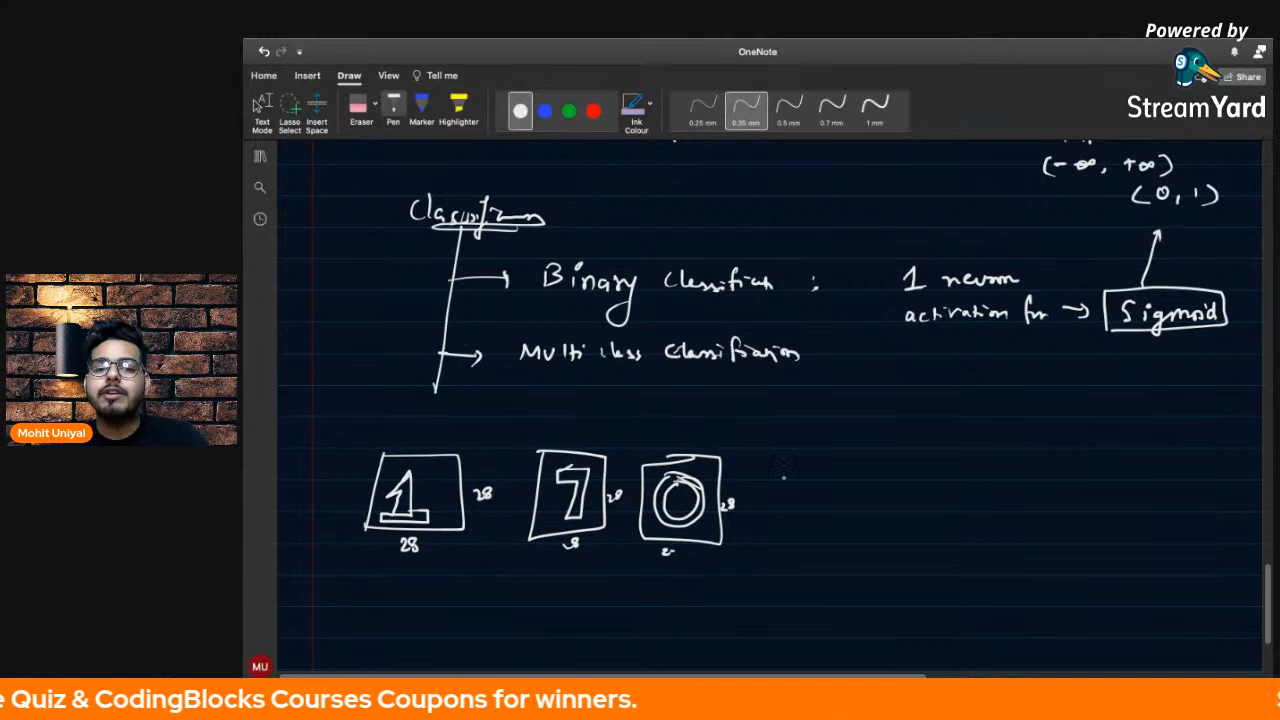 Powered by
StreamYard
OneNote
Home Insert Draw View Tell me
Share
Text Mode
Lasso Select
Insert Space
Eraser
Pen
Marker
Highlighter
Ink Colour
0.25 mm
0.35 mm
0.5 mm
0.7 mm
1 mm
(-∞, +∞)
(0, 1)
Binary
1 neuron
activation fn → Sigmoid
Multi class Classification
1 28
28
7 28
28
0 28
Mohit Uniyal
MU
e Quiz & CodingBlocks Courses Coupons for winners.